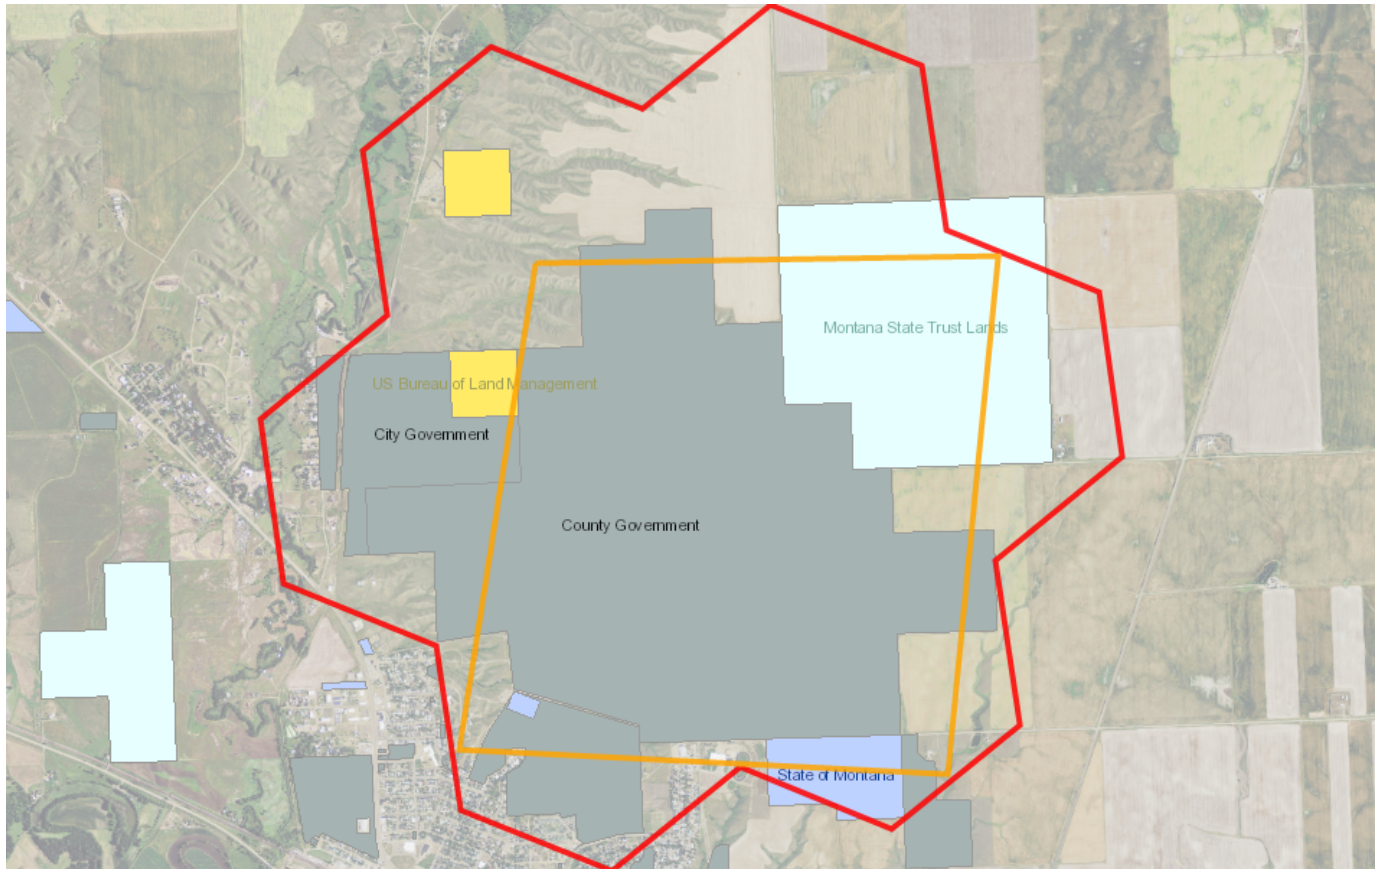 Montana State Trust Lands
US Bureau of Land Management
City Government
County Government
State of Montana